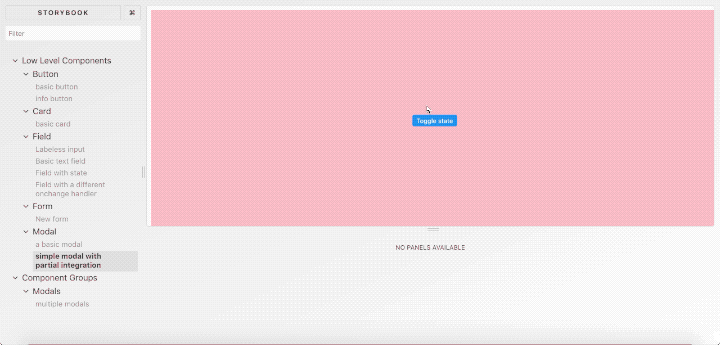 STORYBOOK ⌘
Filter
Low Level Components
Button
basic button
info button
Card
basic card
Field
Labeless input
Basic text field
Field with state
Field with a different
onchange handler
Form
New form
Modal
a basic modal
simple modal with
partial integration
Component Groups
Modals
multiple modals
Toggle state
NO PANELS AVAILABLE